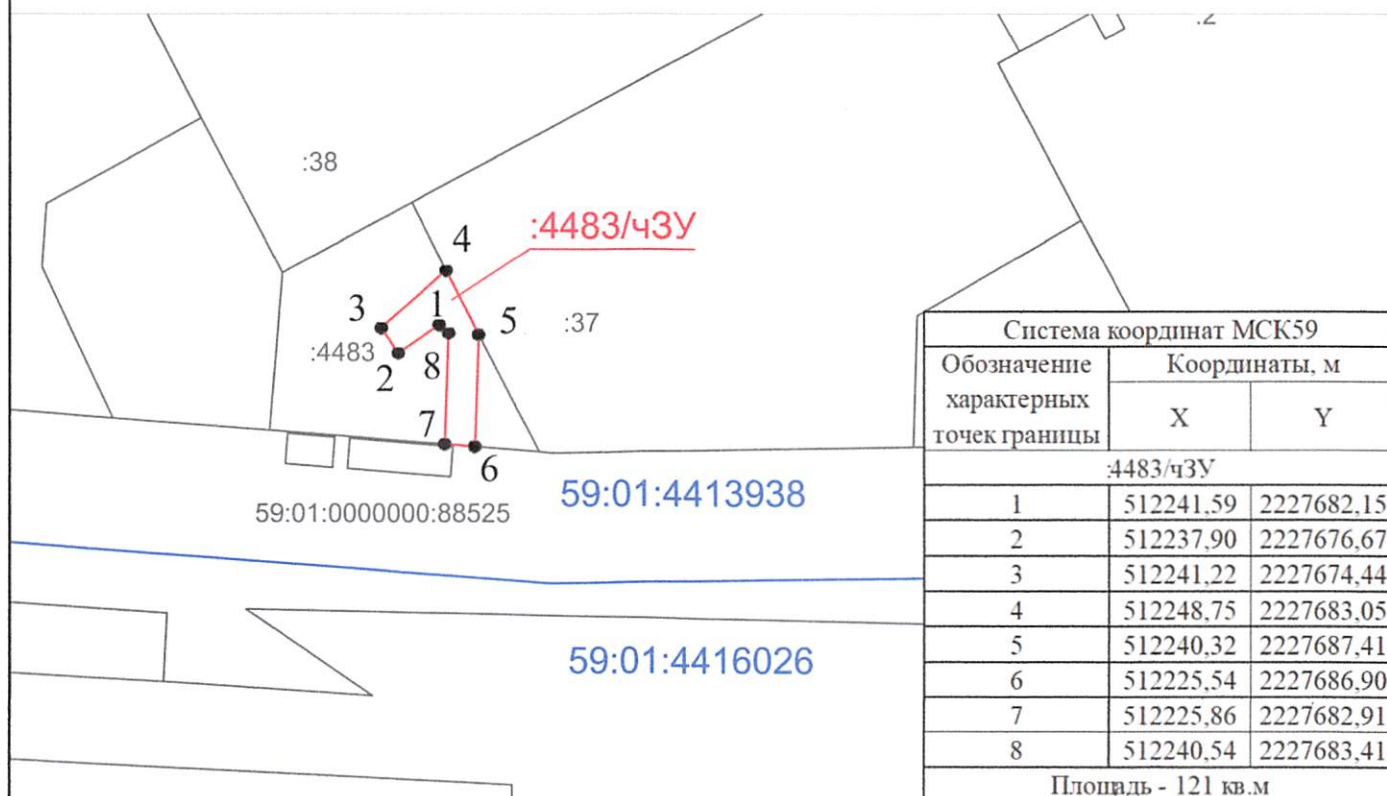 .2
:38
:4483/чЗУ
4
3
1
5
:37
:4483
2
8
7
6
59:01:0000000:88525
59:01:4413938
59:01:4416026
Система координат МСК59
Обозначение характерных точек границы
Координаты, м
X Y
:4483/чЗУ
1 512241,59 2227682,15
2 512237,90 2227676,67
3 512241,22 2227674,44
4 512248,75 2227683,05
5 512240,32 2227687,41
6 512225,54 2227686,90
7 512225,86 2227682,91
8 512240,54 2227683,41
Площадь - 121 кв.м